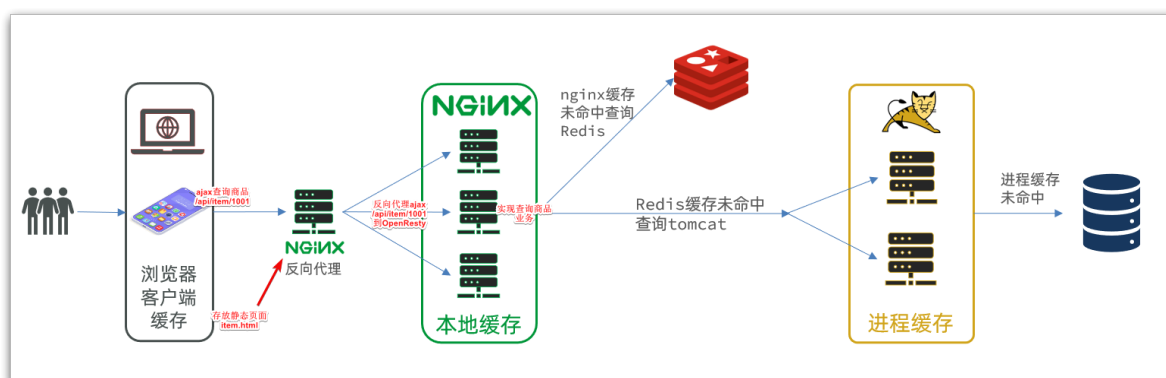 浏览器
客户端
缓存
ajax查询商品
/api/item/1001
NGINX
反向代理
存放静态页面
item.html
反向代理ajax
/api/item/1001
到OpenResty
NGINX
实现查询商品
业务
本地缓存
nginx缓存
未命中查询
Redis
Redis缓存未命中
查询tomcat
进程缓存
进程缓存
未命中